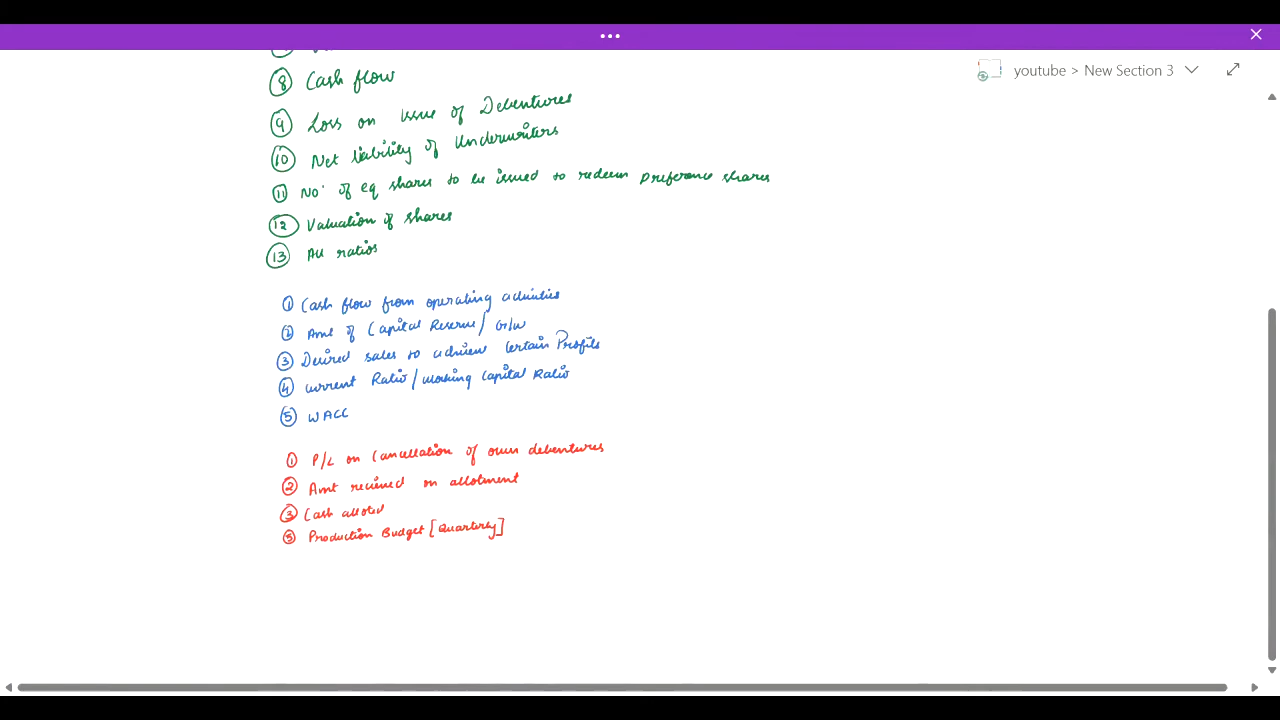 youtube > New Section 3
8 Cash flow
9 Loss on issue of Debentures
10 Net liability of Underwriters
11 No. of eq shares to be issued to redeem preference shares
12 Valuation of shares
13 All ratios
1 Cash flow from operating activities
2 Amt of Capital Reserve / G/w
3 Desired sales to achieve certain Profits
4 Current Ratio / Working Capital Ratio
5 WACC
1 P/L on Cancellation of own debentures
2 Amt recieved on allotment
3 Cash alloted
5 Production Budget [Quarterly]